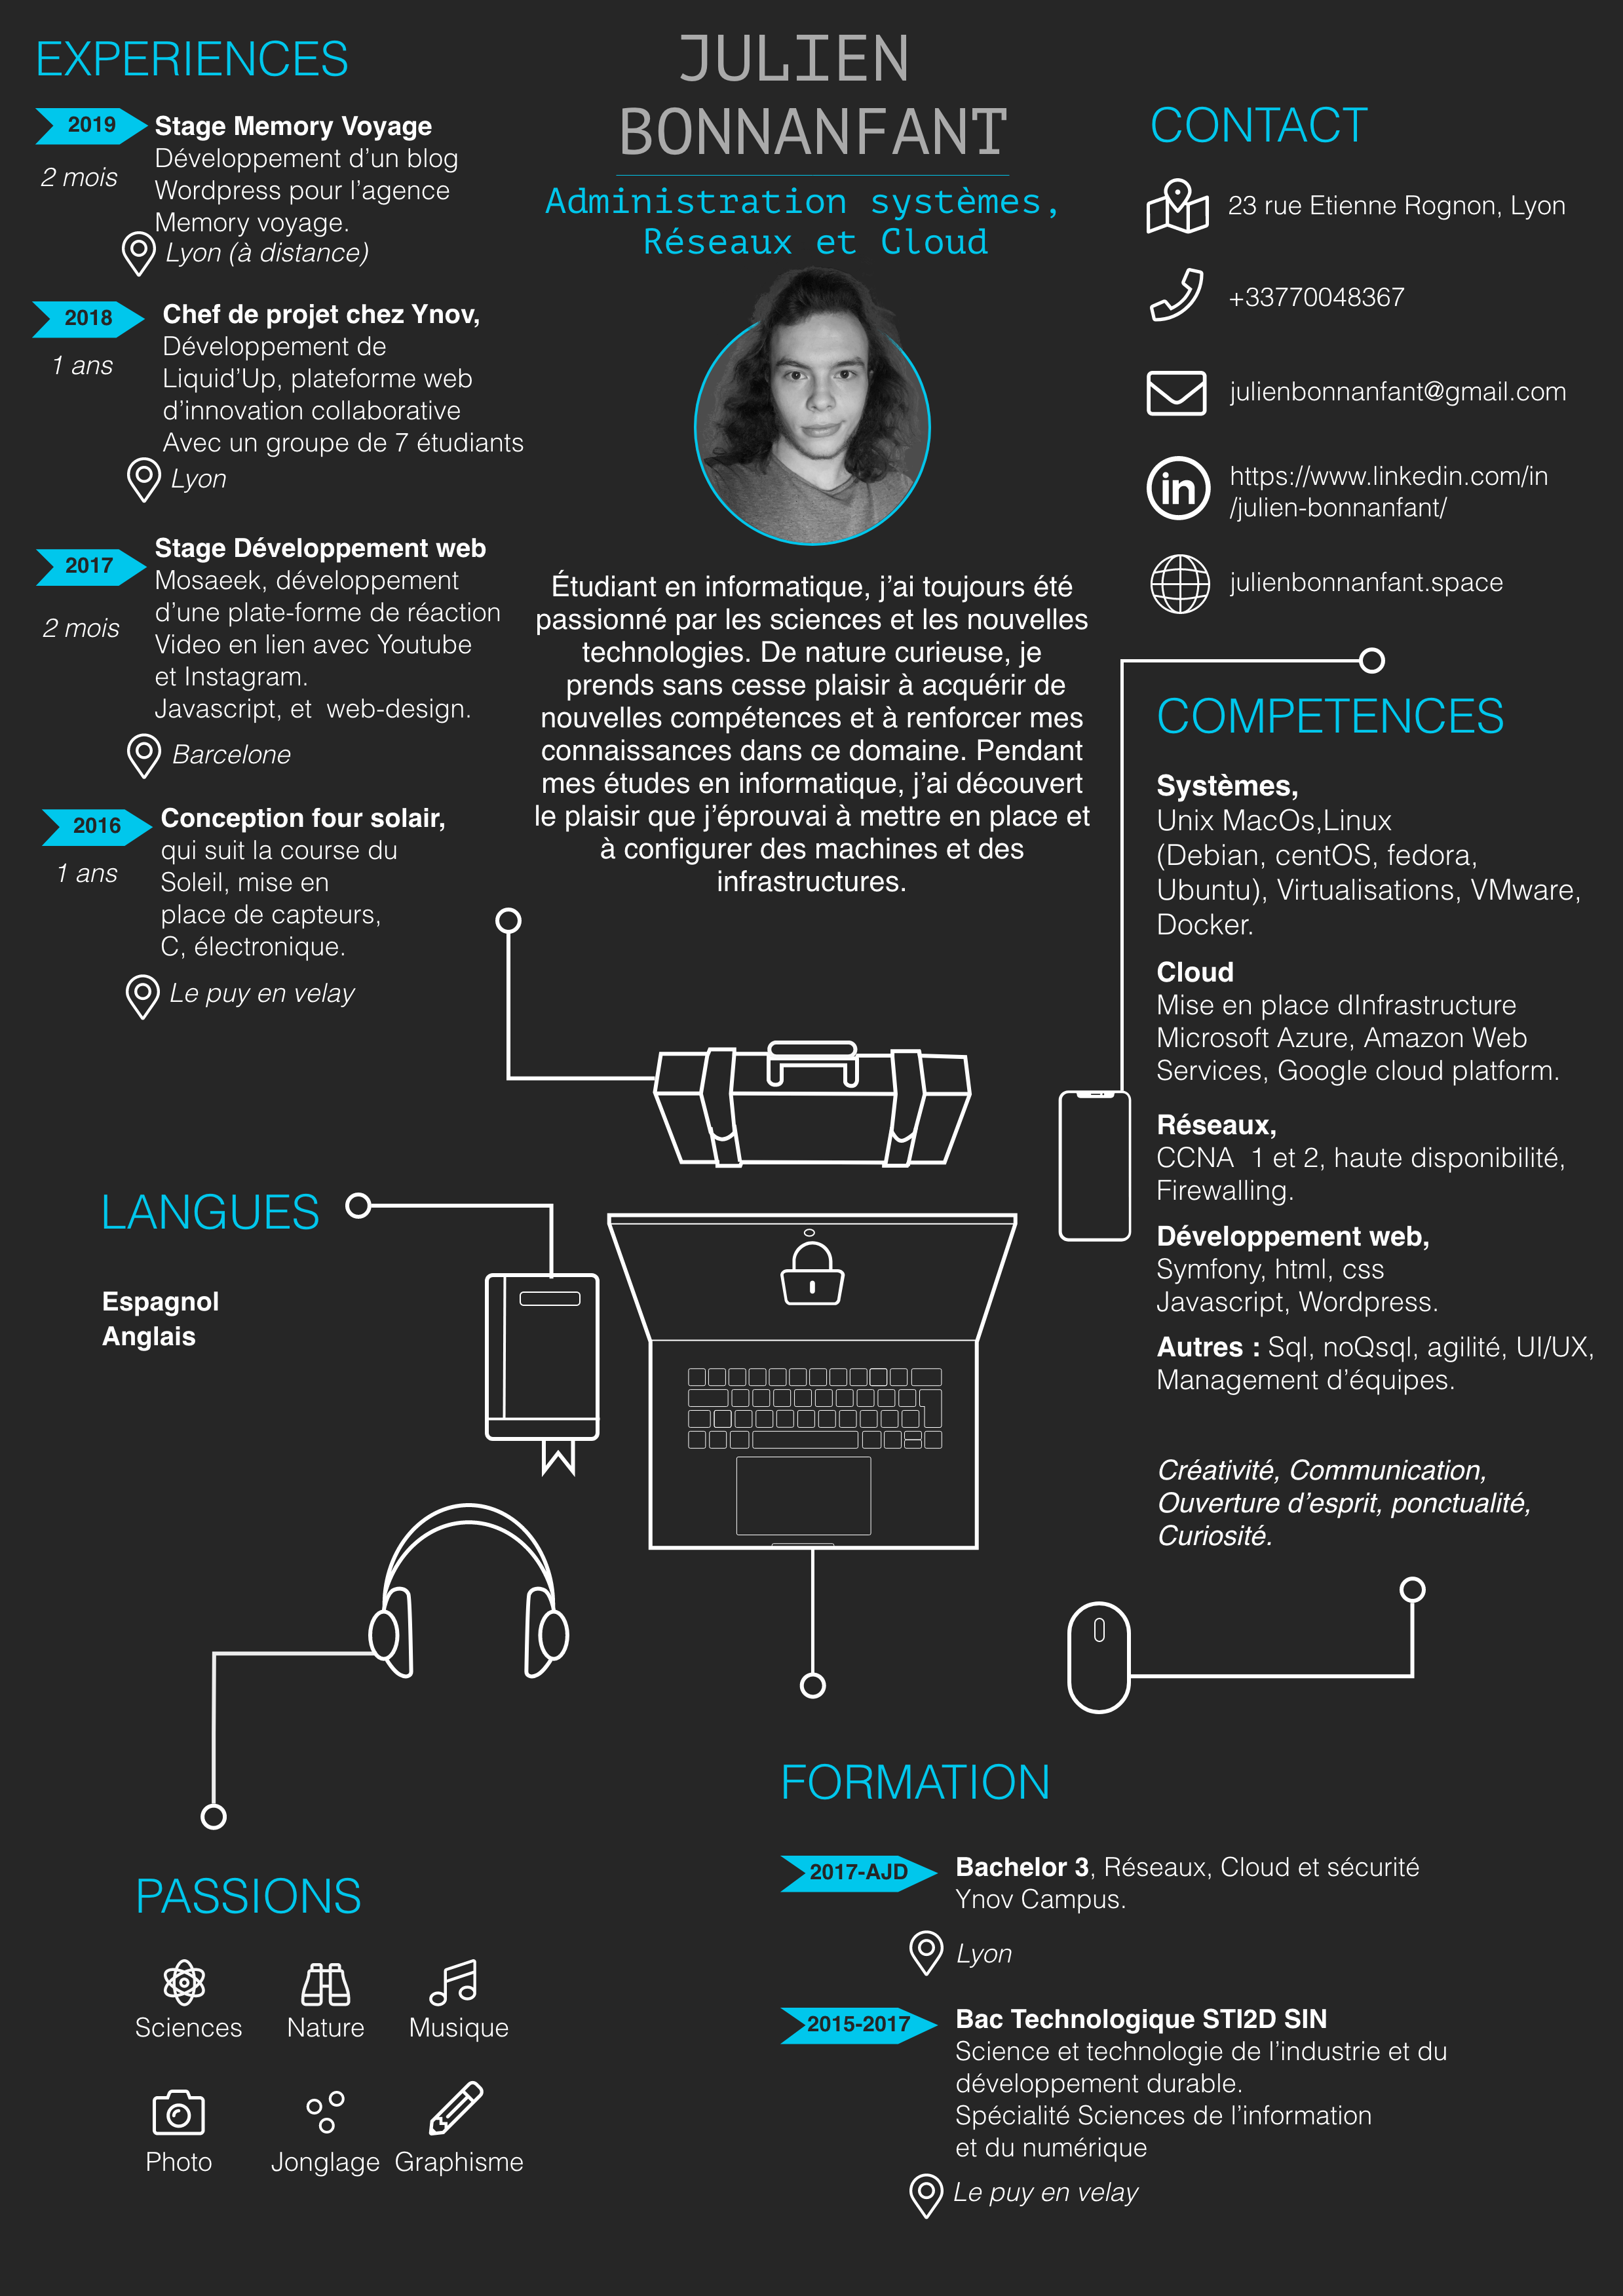 EXPERIENCES
2019
2 mois
Stage Memory Voyage
Développement d'un blog
Wordpress pour l'agence
Memory voyage.
Lyon (à distance)
2018
1 ans
Chef de projet chez Ynov,
Développement de
Liquid'Up, plateforme web
d'innovation collaborative
Avec un groupe de 7 étudiants
Lyon
2017
2 mois
Stage Développement web
Mosaeek, développement
d'une plate-forme de réaction
Video en lien avec Youtube
et Instagram.
Javascript, et web-design.
Barcelone
2016
1 ans
Conception four solair,
qui suit la course du
Soleil, mise en
place de capteurs,
C, électronique.
Le puy en velay
JULIEN
BONNANFANT
Administration systèmes,
Réseaux et Cloud
Étudiant en informatique, j'ai toujours été
passionné par les sciences et les nouvelles
technologies. De nature curieuse, je
prends sans cesse plaisir à acquérir de
nouvelles compétences et à renforcer mes
connaissances dans ce domaine. Pendant
mes études en informatique, j'ai découvert
le plaisir que j'éprouvai à mettre en place et
à configurer des machines et des
infrastructures.
CONTACT
23 rue Etienne Rognon, Lyon
+33770048367
julienbonnanfant@gmail.com
in
https://www.linkedin.com/in
/julien-bonnanfant/
julienbonnanfant.space
COMPETENCES
Systèmes,
Unix MacOs,Linux
(Debian, centOS, fedora,
Ubuntu), Virtualisations, VMware,
Docker.
Cloud
Mise en place dInfrastructure
Microsoft Azure, Amazon Web
Services, Google cloud platform.
Réseaux,
CCNA 1 et 2, haute disponibilité,
Firewalling.
Développement web,
Symfony, html, css
Javascript, Wordpress.
Autres : Sql, noQsql, agilité, UI/UX,
Management d'équipes.
Créativité, Communication,
Ouverture d'esprit, ponctualité,
Curiosité.
LANGUES
Espagnol
Anglais
PASSIONS
Sciences
Nature
Musique
Photo
Jonglage
Graphisme
FORMATION
2017-AJD
Bachelor 3, Réseaux, Cloud et sécurité
Ynov Campus.
Lyon
2015-2017
Bac Technologique STI2D SIN
Science et technologie de l'industrie et du
développement durable.
Spécialité Sciences de l'information
et du numérique
Le puy en velay